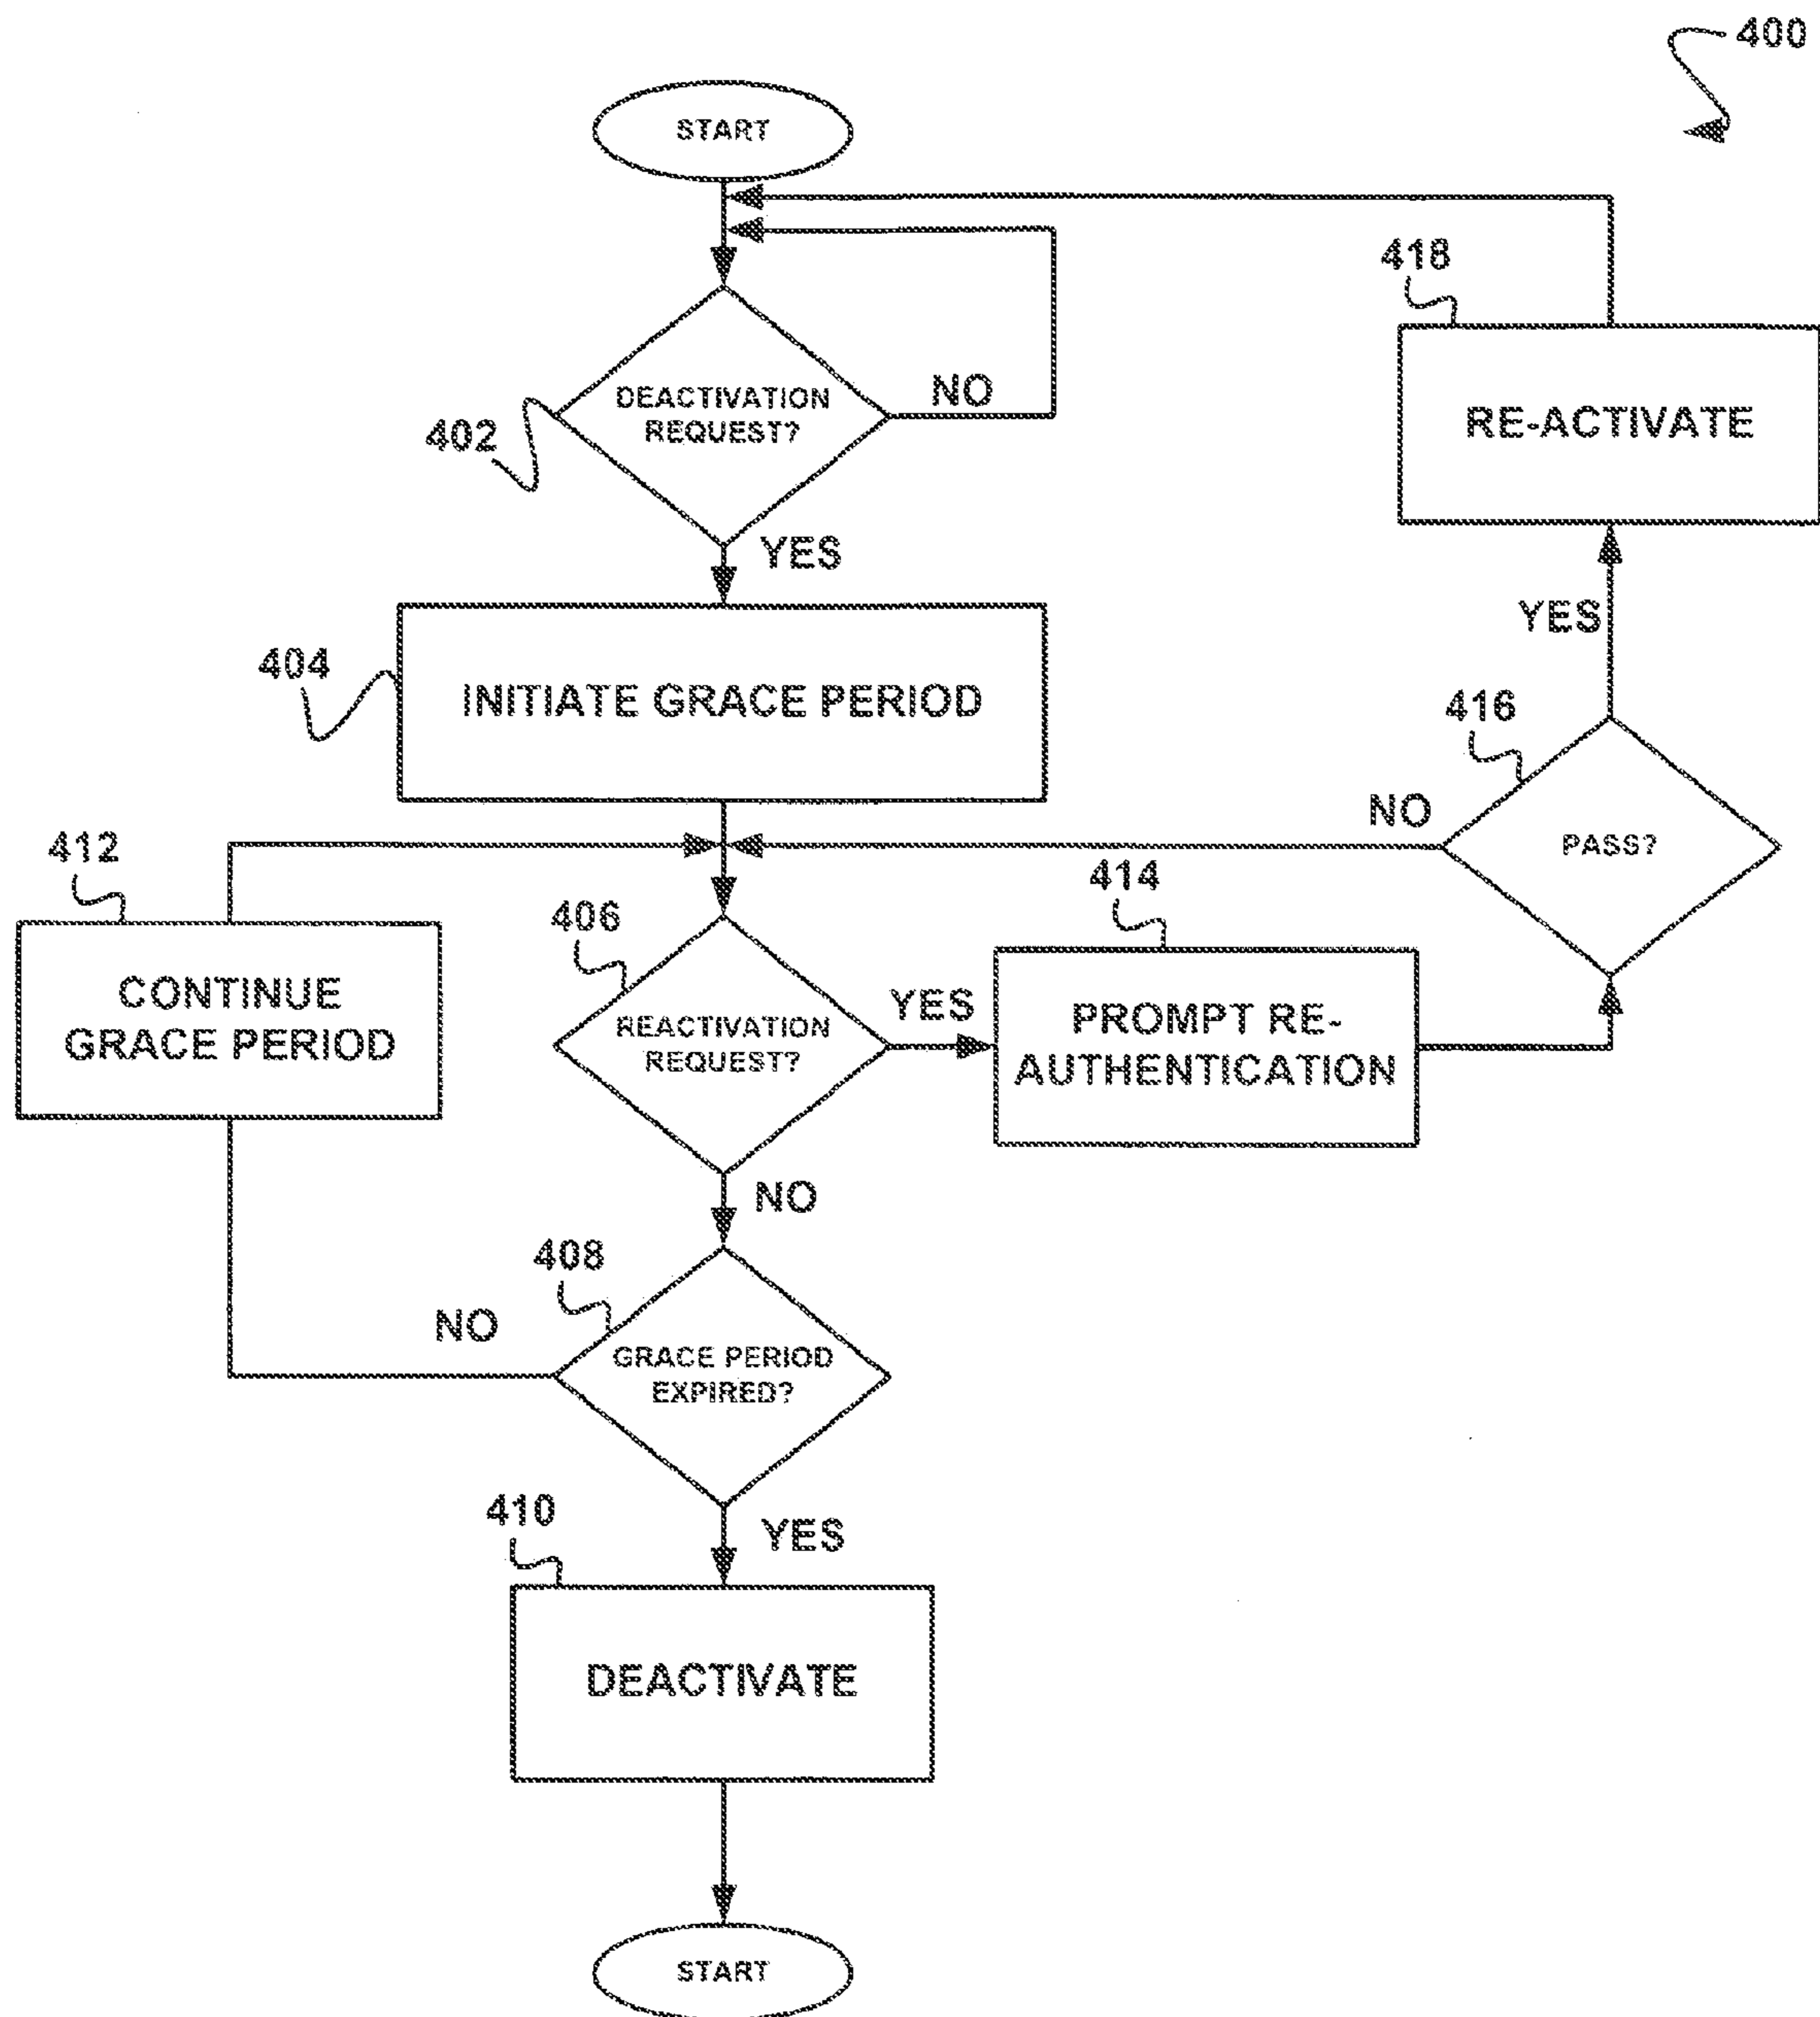 400
START
418
DEACTIVATION
REQUEST?
NO
402
RE-ACTIVATE
YES
404
INITIATE GRACE PERIOD
YES
416
NO
PASS?
412
414
406
CONTINUE
GRACE PERIOD
REACTIVATION
REQUEST?
YES
PROMPT RE-
AUTHENTICATION
NO
408
NO
GRACE PERIOD
EXPIRED?
410
YES
DEACTIVATE
START